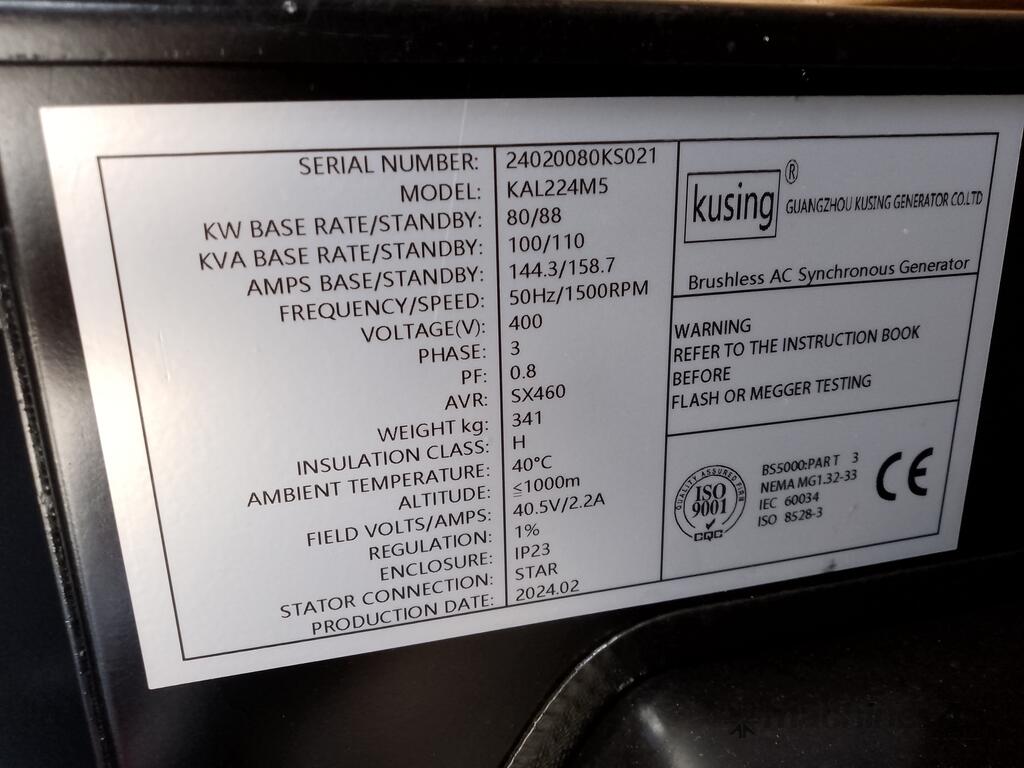 SERIAL NUMBER: 24020080KS021
MODEL: KAL224M5
KW BASE RATE/STANDBY: 80/88
KVA BASE RATE/STANDBY: 100/110
AMPS BASE/STANDBY: 144.3/158.7
FREQUENCY/SPEED: 50Hz/1500RPM
VOLTAGE(V): 400
PHASE: 3
PF: 0.8
AVR: SX460
WEIGHT kg: 341
INSULATION CLASS: H
AMBIENT TEMPERATURE: 40°C
ALTITUDE: ≦1000m
FIELD VOLTS/AMPS: 40.5V/2.2A
REGULATION: 1%
ENCLOSURE: IP23
STATOR CONNECTION: STAR
PRODUCTION DATE: 2024.02
kusing ® GUANGZHOU KUSING GENERATOR CO.LTD
Brushless AC Synchronous Generator
WARNING
REFER TO THE INSTRUCTION BOOK
BEFORE
FLASH OR MEGGER TESTING
QUALITY ASSURED FIRM
ISO
9001
CQC
BS5000:PART 3
NEMA MG1.32-33
IEC 60034
ISO 8528-3
CE